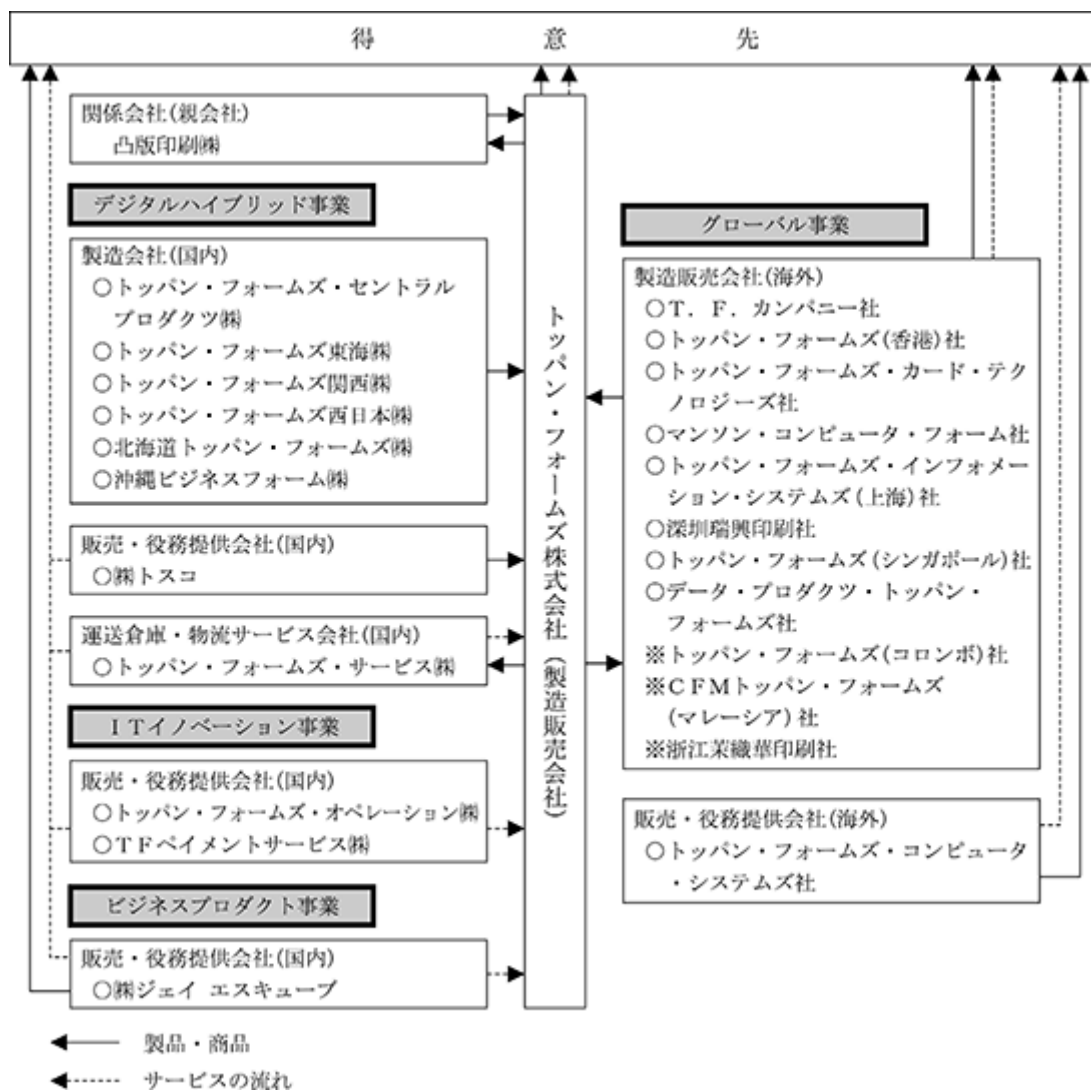 得意先
関係会社(親会社)
凸版印刷㈱
デジタルハイブリッド事業
製造会社(国内)
○トッパン・フォームズ・セントラル
プロダクツ㈱
○トッパン・フォームズ東海㈱
○トッパン・フォームズ関西㈱
○トッパン・フォームズ西日本㈱
○北海道トッパン・フォームズ㈱
○沖縄ビジネスフォーム㈱
販売・役務提供会社(国内)
○㈱トスコ
運送倉庫・物流サービス会社(国内)
○トッパン・フォームズ・サービス㈱
ITイノベーション事業
販売・役務提供会社(国内)
○トッパン・フォームズ・オペレーション㈱
○TFペイメントサービス㈱
ビジネスプロダクト事業
販売・役務提供会社(国内)
○㈱ジェイ エスキューブ
トッパン・フォームズ株式会社(製造販売会社)
グローバル事業
製造販売会社(海外)
○T.F.カンパニー社
○トッパン・フォームズ(香港)社
○トッパン・フォームズ・カード・テク
ノロジーズ社
○マンソン・コンピュータ・フォーム社
○トッパン・フォームズ・インフォメー
ション・システムズ(上海)社
○深圳瑞興印刷社
○トッパン・フォームズ(シンガポール)社
○データ・プロダクツ・トッパン・
フォームズ社
※トッパン・フォームズ(コロンボ)社
※CFMトッパン・フォームズ
(マレーシア)社
※浙江茉織華印刷社
販売・役務提供会社(海外)
○トッパン・フォームズ・コンピュータ
・システムズ社
製品・商品
サービスの流れ